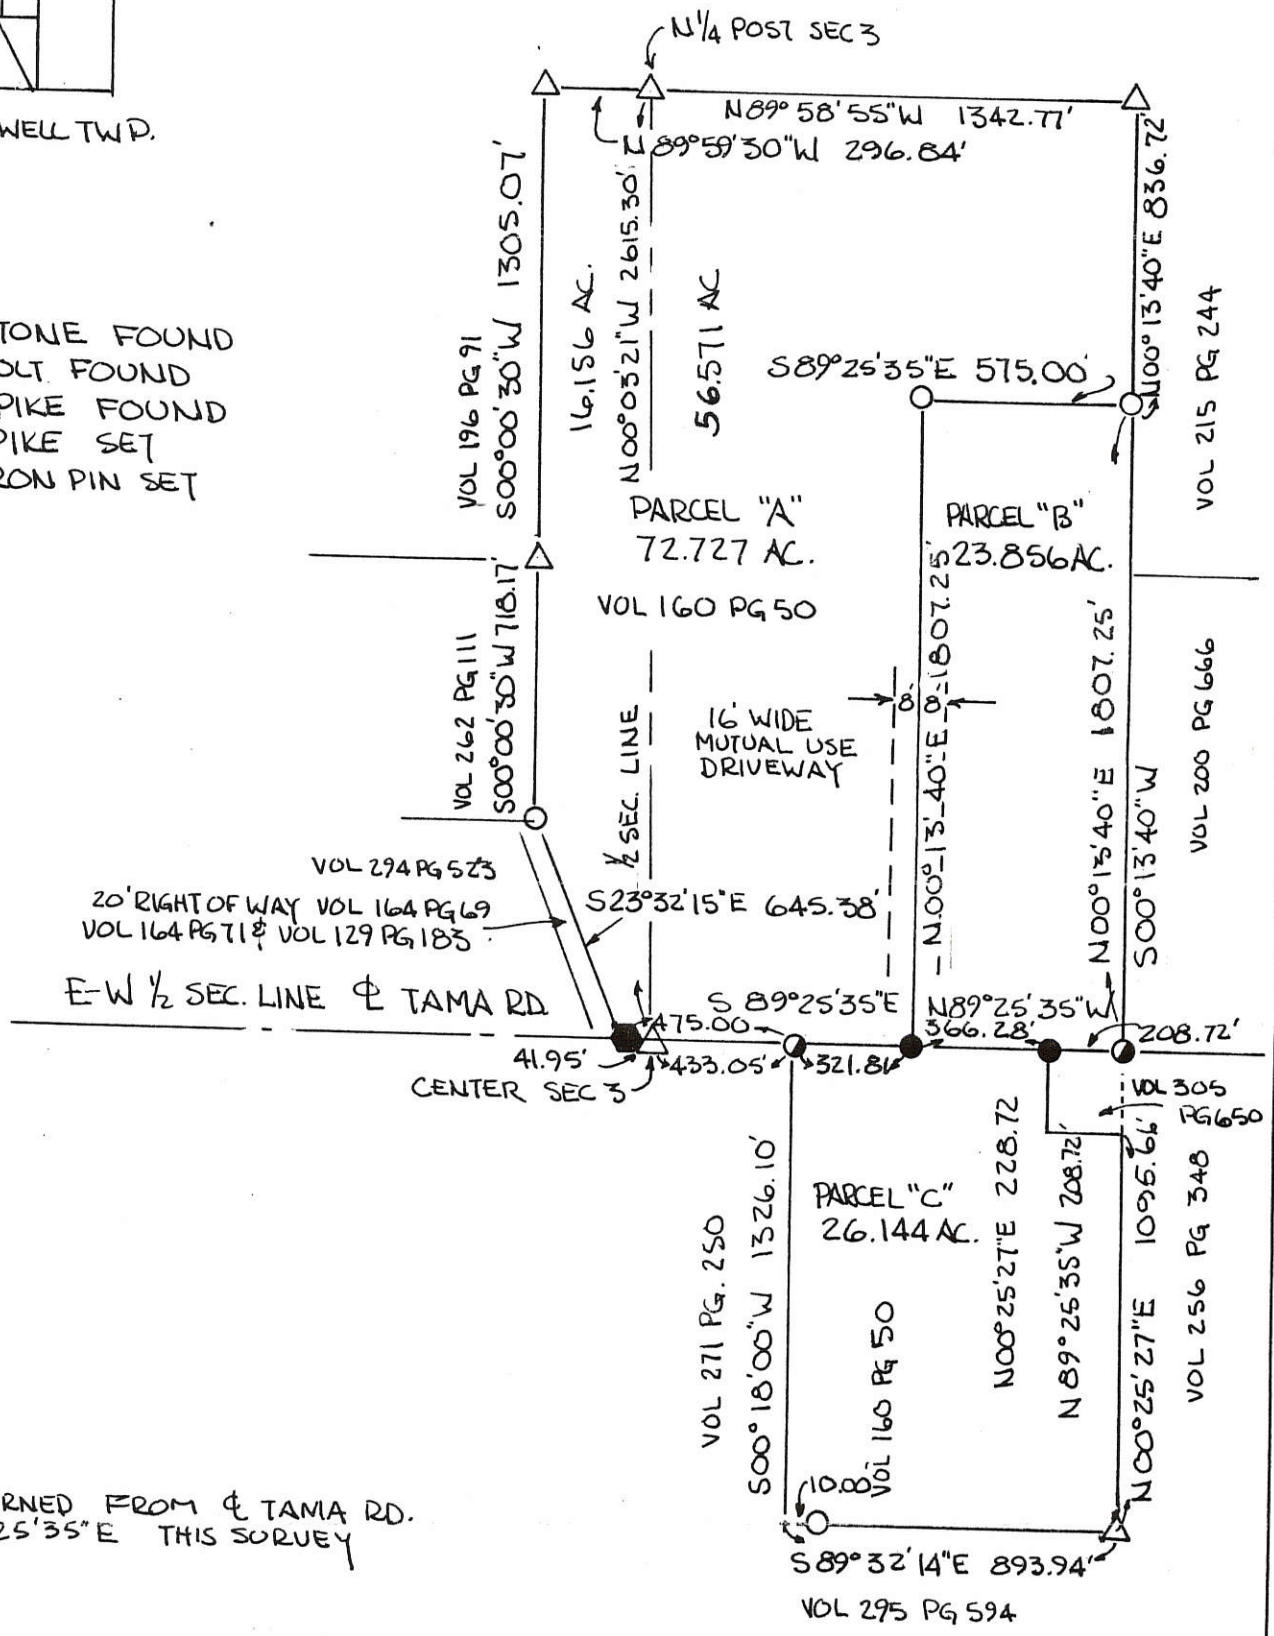 N 1/4 POST SEC 3
WELL TWP.
N89°58'55"W 1342.77'
N 89°59'30"W 296.84'
N00°13'40"E 836.72'
S00°00'30"W 1305.07'
VOL 196 PG 91
16.156 AC.
N00°03'21"W 2615.30'
56.571 AC
S89°25'35"E 575.00'
VOL 215 PG 244
TONE FOUND
OLT FOUND
PIKE FOUND
PIKE SET
RON PIN SET
PARCEL "A"
72.727 AC.
VOL 160 PG 50
PARCEL "B"
23.856 AC.
S00°00'30"W 718.17'
VOL 262 PG 111
1/2 SEC. LINE
16' WIDE
MUTUAL USE
DRIVEWAY
8' 8'
N.00°13'40"E 1807.25'
N00°13'40"E 1807.25'
S00°13'40"W
VOL 200 PG 666
VOL 294 PG 523
20' RIGHT OF WAY VOL 164 PG 69
VOL 164 PG 71 & VOL 129 PG 183
S23°32'15"E 645.38'
E-W 1/2 SEC. LINE ℄ TAMA RD.
S 89°25'35"E
N89°25'35"W
475.00
366.28'
208.72'
41.95'
433.05'
321.81'
CENTER SEC 3
VOL 305
PG 650
PARCEL "C"
26.144 AC.
N00°25'27"E 228.72
N 89°25'35"W 208.72'
N00°25'27"E 1095.66'
VOL 256 PG 348
VOL 271 PG. 250
S00°18'00"W 1326.10'
VOL 160 PG 50
10.00'
S 89°32'14"E 893.94'
VOL 295 PG 594
RNED FROM ℄ TAMA RD.
25'35"E THIS SURVEY